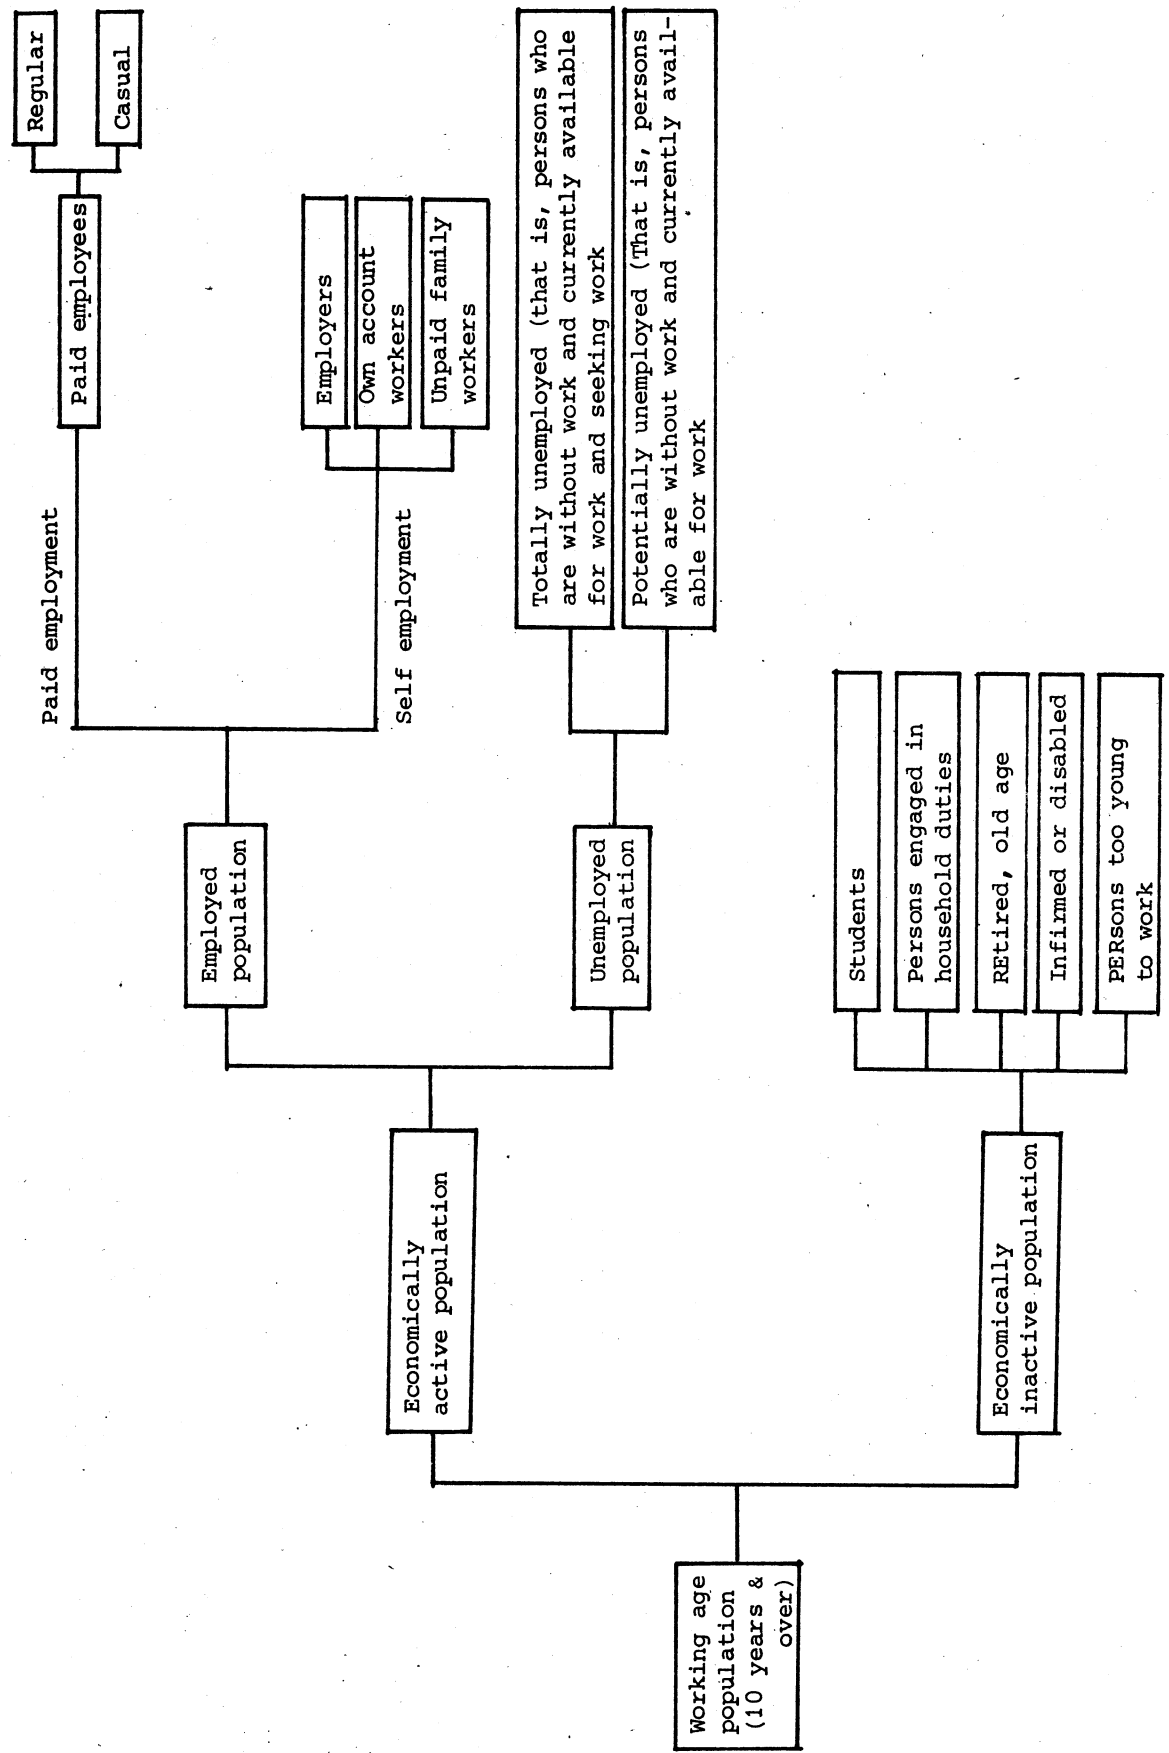 Working age
population
(10 years &
over)
Economically
active population
Economically
inactive population
Employed
population
Unemployed
population
Paid employment
Self employment
Paid employees
Regular
Casual
Employers
Own account
workers
Unpaid family
workers
Totally unemployed (that is, persons who
are without work and currently available
for work and seeking work
Potentially unemployed (That is, persons
who are without work and currently avail-
able for work
Students
Persons engaged in
household duties
REtired, old age
Infirmed or disabled
PERsons too young
to work